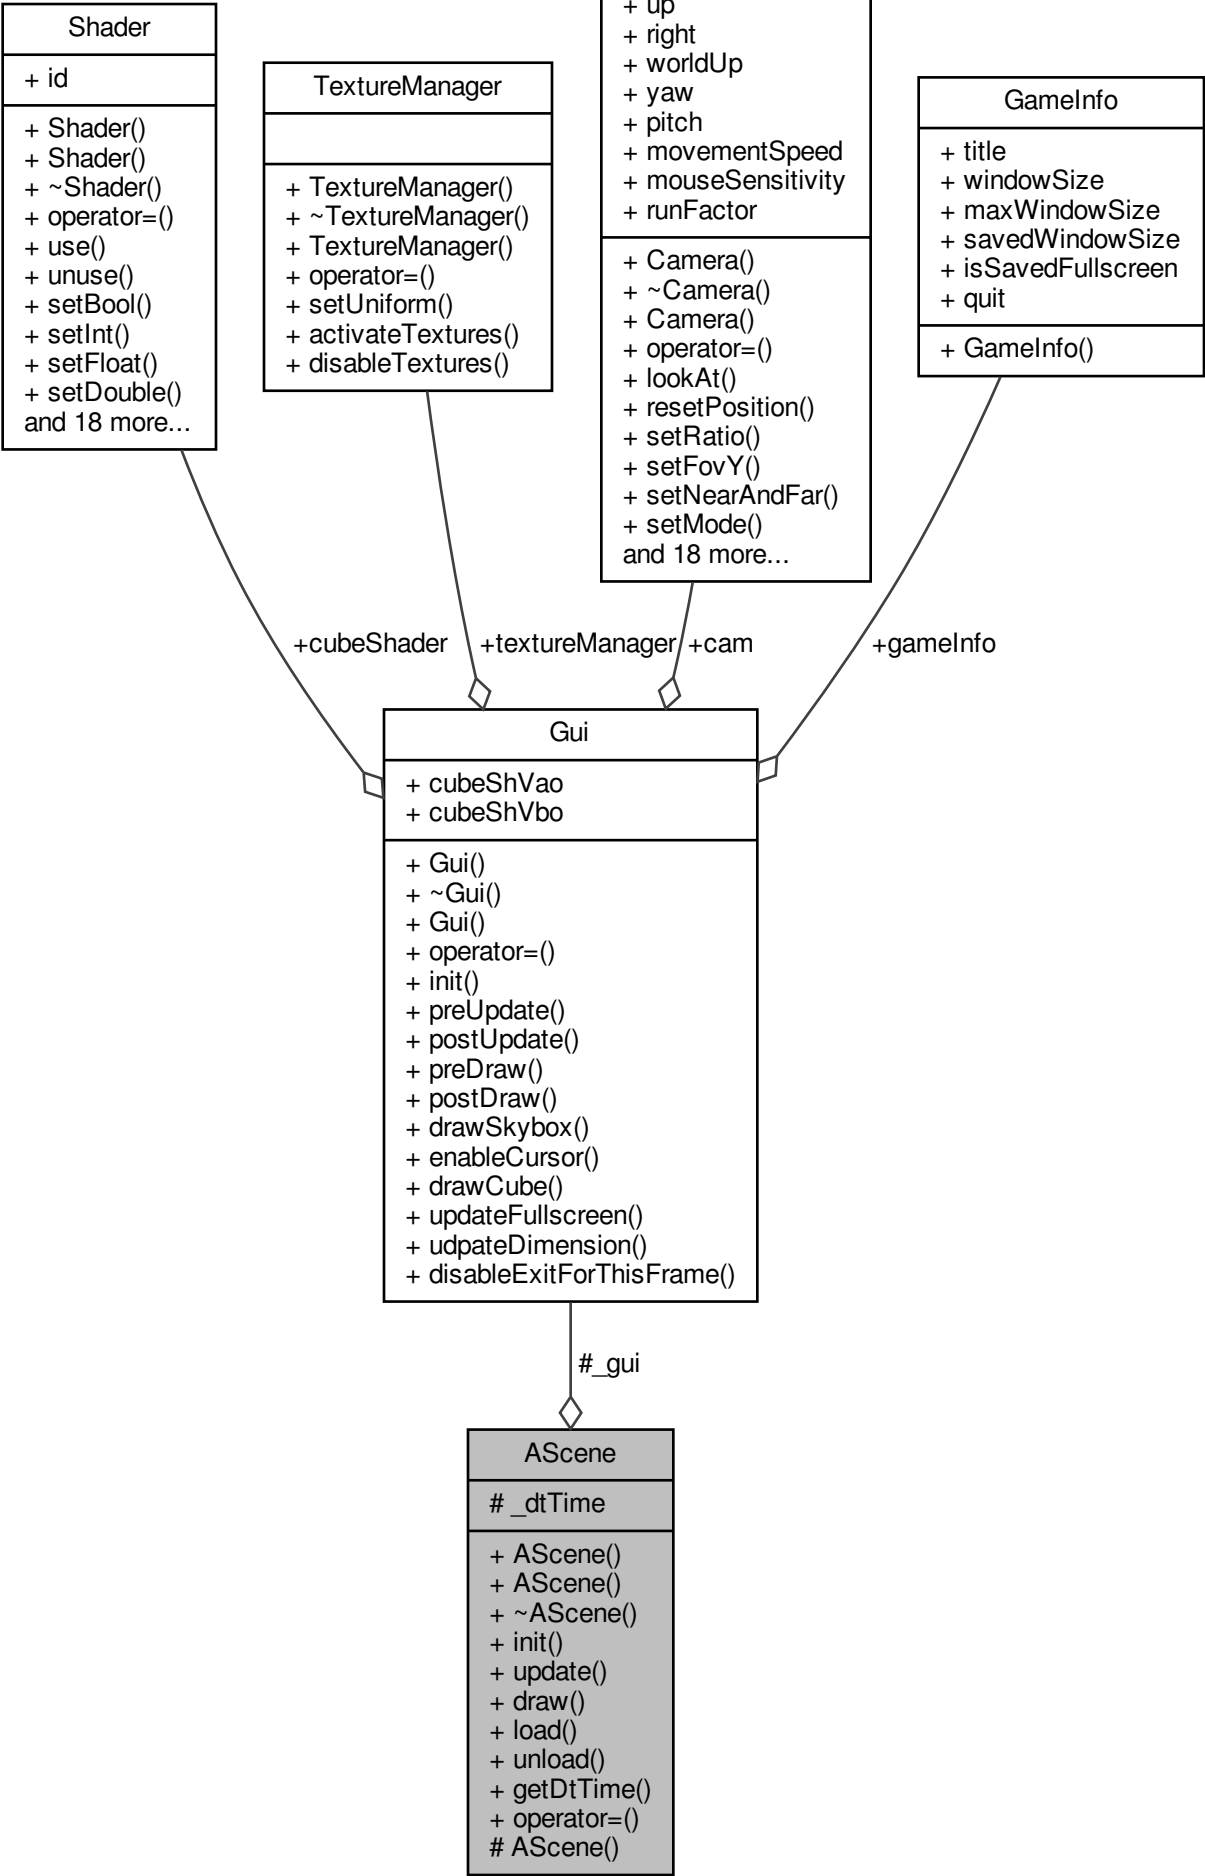 Shader
+ id
+ Shader()
+ Shader()
+ ~Shader()
+ operator=()
+ use()
+ unuse()
+ setBool()
+ setInt()
+ setFloat()
+ setDouble()
and 18 more...
TextureManager
+ TextureManager()
+ ~TextureManager()
+ TextureManager()
+ operator=()
+ setUniform()
+ activateTextures()
+ disableTextures()
+ up
+ right
+ worldUp
+ yaw
+ pitch
+ movementSpeed
+ mouseSensitivity
+ runFactor
+ Camera()
+ ~Camera()
+ Camera()
+ operator=()
+ lookAt()
+ resetPosition()
+ setRatio()
+ setFovY()
+ setNearAndFar()
+ setMode()
and 18 more...
GameInfo
+ title
+ windowSize
+ maxWindowSize
+ savedWindowSize
+ isSavedFullscreen
+ quit
+ GameInfo()
+cubeShader
+textureManager
+cam
+gameInfo
Gui
+ cubeShVao
+ cubeShVbo
+ Gui()
+ ~Gui()
+ Gui()
+ operator=()
+ init()
+ preUpdate()
+ postUpdate()
+ preDraw()
+ postDraw()
+ drawSkybox()
+ enableCursor()
+ drawCube()
+ updateFullscreen()
+ udpateDimension()
+ disableExitForThisFrame()
#_gui
AScene
# _dtTime
+ AScene()
+ AScene()
+ ~AScene()
+ init()
+ update()
+ draw()
+ load()
+ unload()
+ getDtTime()
+ operator=()
# AScene()